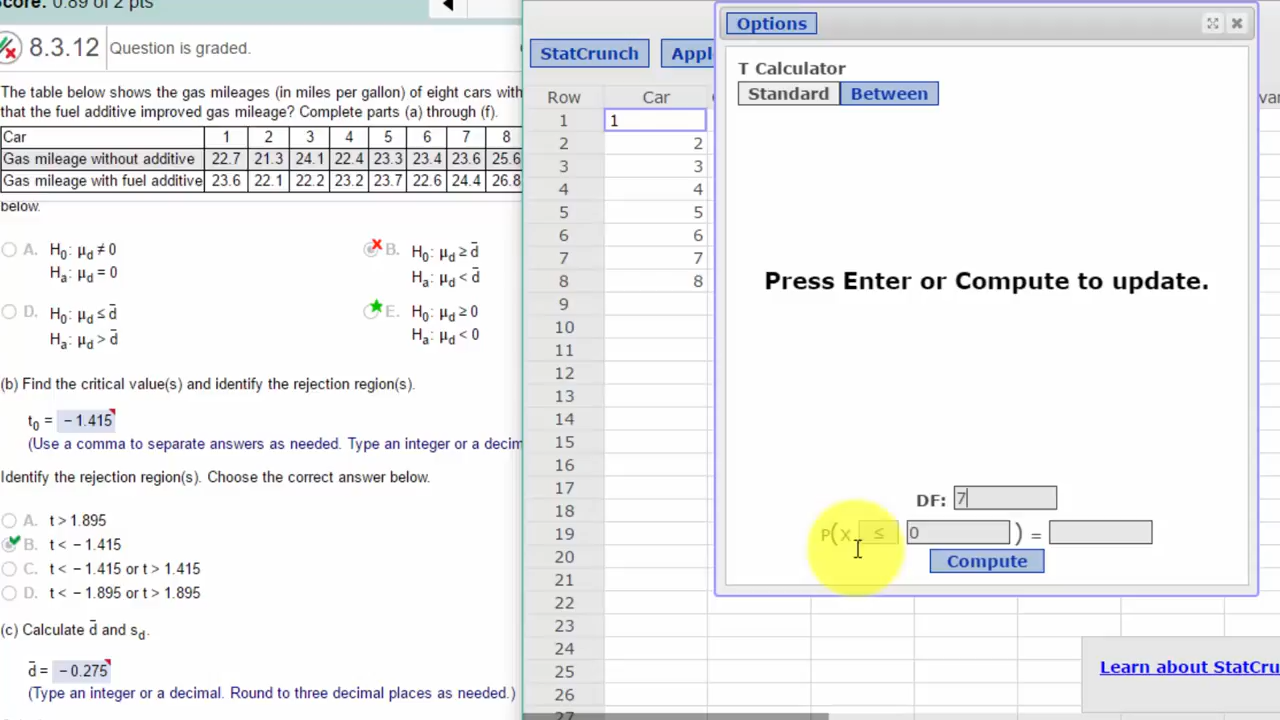 core: 0.89 of 2 pts
8.3.12 Question is graded.
The table below shows the gas mileages (in miles per gallon) of eight cars with
that the fuel additive improved gas mileage? Complete parts (a) through (f).
Car 1 2 3 4 5 6 7 8
Gas mileage without additive 22.7 21.3 24.1 22.4 23.3 23.4 23.6 25.6
Gas mileage with fuel additive 23.6 22.1 22.2 23.2 23.7 22.6 24.4 26.8
below.
A. H0: μd ≠ 0
Ha: μd = 0
B. H0: μd ≥ d̄
Ha: μd < d̄
D. H0: μd ≤ d̄
Ha: μd > d̄
E. H0: μd ≥ 0
Ha: μd < 0
(b) Find the critical value(s) and identify the rejection region(s).
t0 = −1.415
(Use a comma to separate answers as needed. Type an integer or a decim
Identify the rejection region(s). Choose the correct answer below.
A. t > 1.895
B. t < −1.415
C. t < −1.415 or t > 1.415
D. t < −1.895 or t > 1.895
(c) Calculate d̄ and sd.
d̄ = −0.275
(Type an integer or a decimal. Round to three decimal places as needed.)
StatCrunch Appl
Row Car
1 1
2 2
3 3
4 4
5 5
6 6
7 7
8 8
9
10
11
12
13
14
15
16
17
18
19
20
21
22
23
24
25
26
27
Options
T Calculator
Standard Between
Press Enter or Compute to update.
DF: 7
P(X ≤ 0 ) =
Compute
var
Learn about StatCru